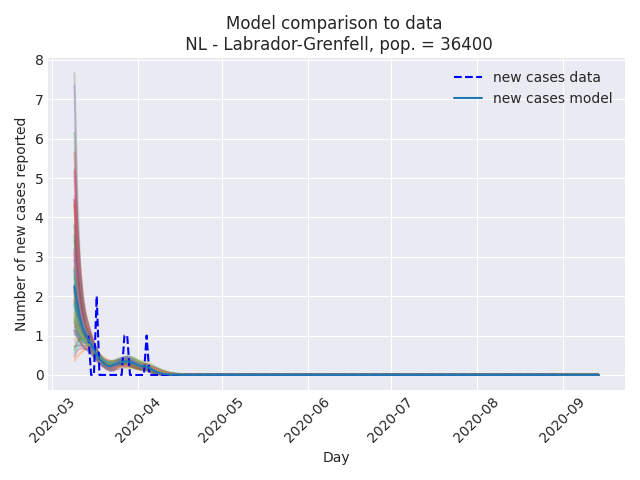 Model comparison to data
NL - Labrador-Grenfell, pop. = 36400
new cases data
new cases model
Number of new cases reported
8
7
6
5
4
3
2
1
0
2020-03
2020-04
2020-05
2020-06
2020-07
2020-08
2020-09
Day